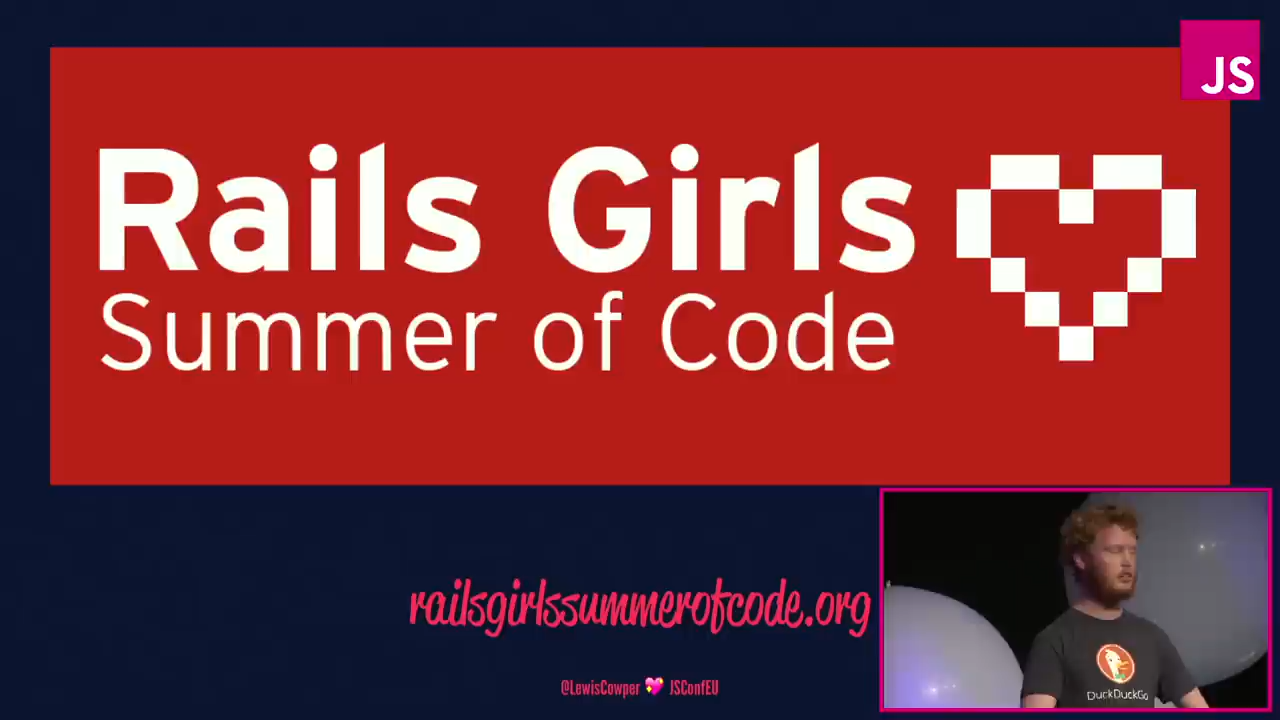 JS
Rails Girls
Summer of Code
railsgirlssummerofcode.org
@LewisCowper 💖 JSConfEU
DuckDuckGo